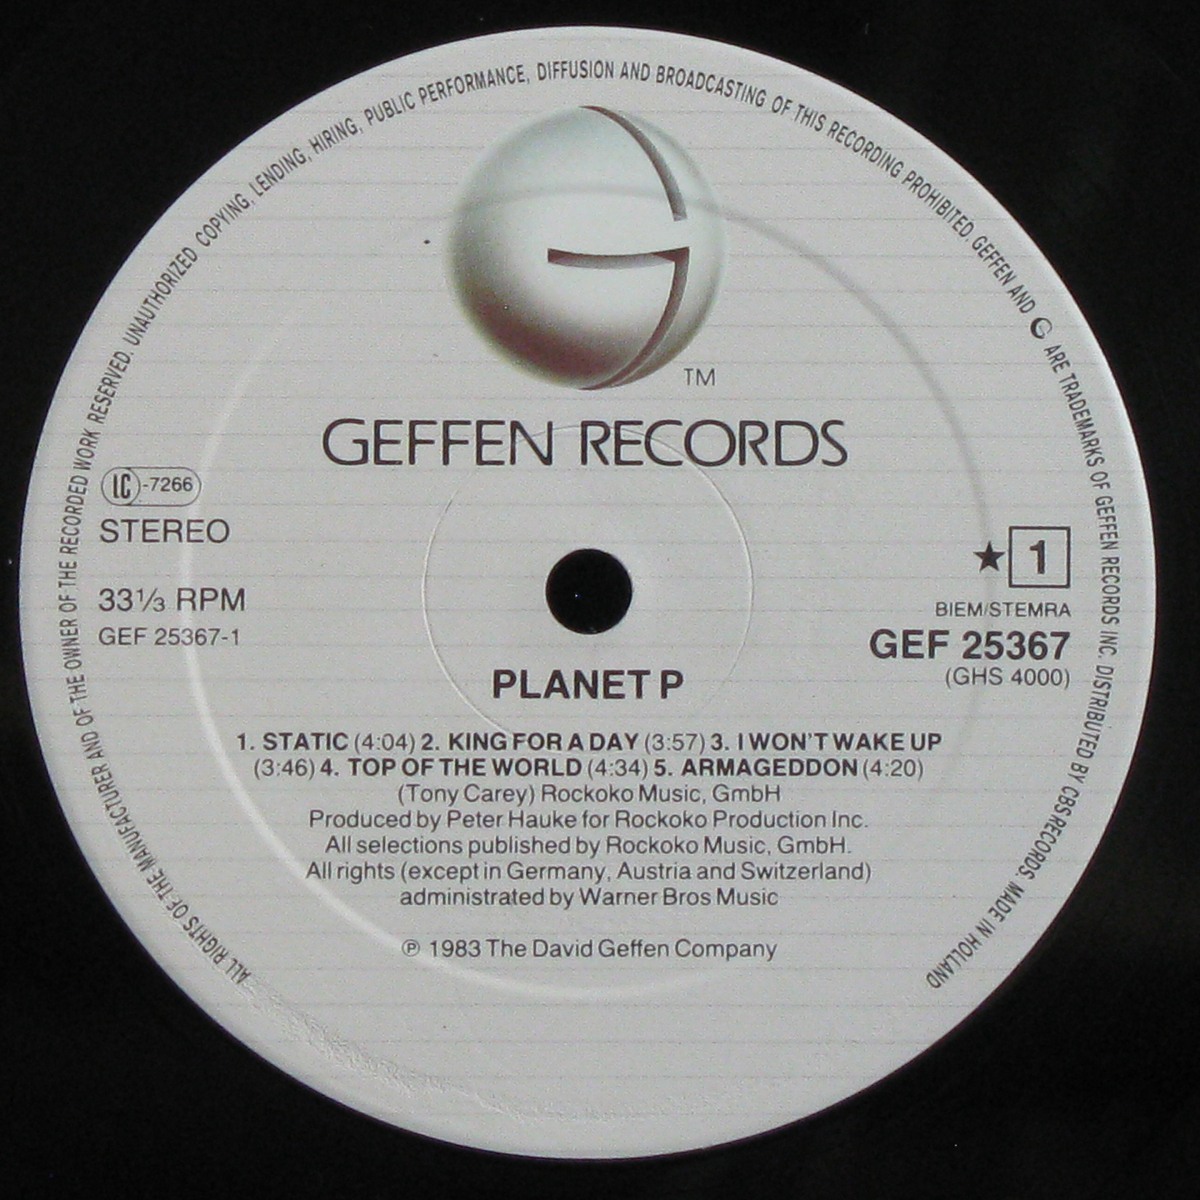 ALL RIGHTS OF THE MANUFACTURER AND OF THE OWNER OF THE RECORDED WORK RESERVED. UNAUTHORIZED COPYING, LENDING, HIRING, PUBLIC PERFORMANCE, DIFFUSION AND BROADCASTING OF THIS RECORDING PROHIBITED. GEFFEN AND G ARE TRADEMARKS OF GEFFEN RECORDS INC. DISTRIBUTED BY CBS RECORDS. MADE IN HOLLAND
TM
GEFFEN RECORDS
LC-7266
STEREO
33⅓ RPM
GEF 25367-1
★ 1
BIEM/STEMRA
GEF 25367
(GHS 4000)
PLANET P
1. STATIC (4:04) 2. KING FOR A DAY (3:57) 3. I WON'T WAKE UP
(3:46) 4. TOP OF THE WORLD (4:34) 5. ARMAGEDDON (4:20)
(Tony Carey) Rockoko Music, GmbH
Produced by Peter Hauke for Rockoko Production Inc.
All selections published by Rockoko Music, GmbH.
All rights (except in Germany, Austria and Switzerland)
administrated by Warner Bros Music
℗ 1983 The David Geffen Company